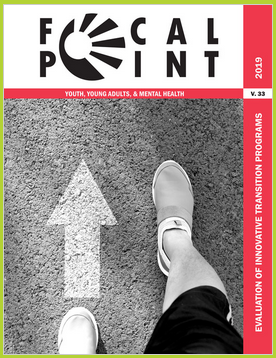 FOCAL
POINT
YOUTH, YOUNG ADULTS, & MENTAL HEALTH
2019
V. 33
EVALUATION OF INNOVATIVE TRANSITION PROGRAMS